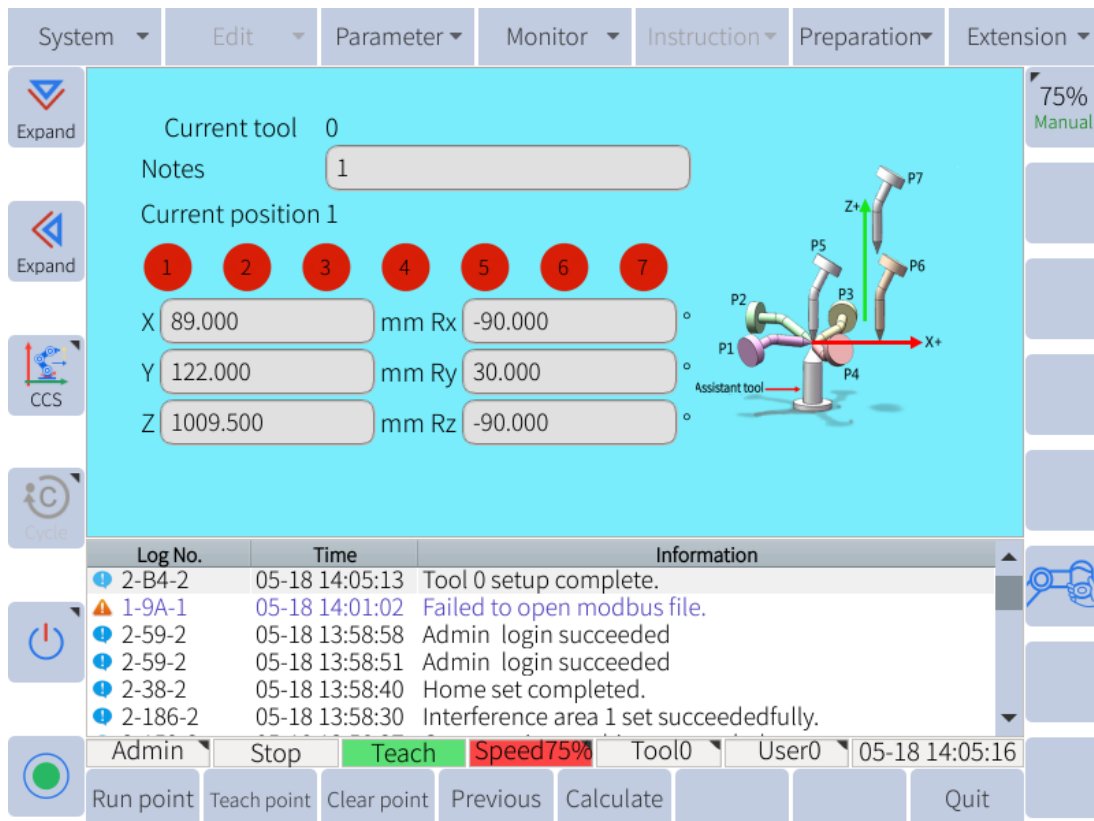 System Edit Parameter Monitor Instruction Preparation Extension
Expand
75%
Manual
Current tool 0
Notes 1
Current position 1
Expand
1 2 3 4 5 6 7
X 89.000 mm Rx -90.000 °
Y 122.000 mm Ry 30.000 °
Z 1009.500 mm Rz -90.000 °
P7
Z+
P5
P6
P2
P3
P1
X+
P4
Assistant tool
CCS
Cycle
Log No. Time Information
2-B4-2 05-18 14:05:13 Tool 0 setup complete.
1-9A-1 05-18 14:01:02 Failed to open modbus file.
2-59-2 05-18 13:58:58 Admin login succeeded
2-59-2 05-18 13:58:51 Admin login succeeded
2-38-2 05-18 13:58:40 Home set completed.
2-186-2 05-18 13:58:30 Interference area 1 set succeededfully.
Admin Stop Teach Speed75% Tool0 User0 05-18 14:05:16
Run point Teach point Clear point Previous Calculate Quit